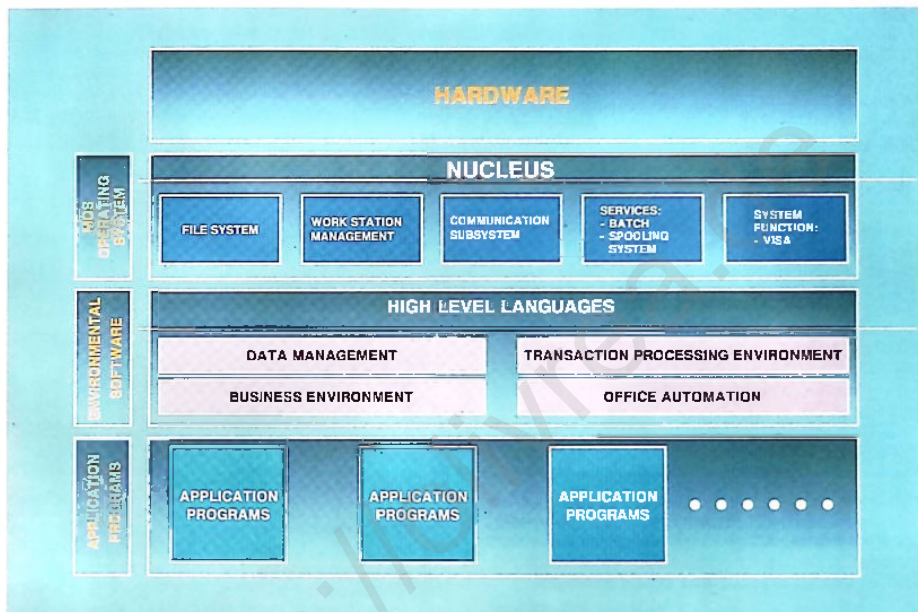 HARDWARE
MOS
OPERATING
SYSTEM
NUCLEUS
FILE SYSTEM
WORK STATION
MANAGEMENT
COMMUNICATION
SUBSYSTEM
SERVICES:
- BATCH
- SPOOLING
SYSTEM
SYSTEM
FUNCTION:
- VISA
ENVIRONMENTAL
SOFTWARE
HIGH LEVEL LANGUAGES
DATA MANAGEMENT
TRANSACTION PROCESSING ENVIRONMENT
BUSINESS ENVIRONMENT
OFFICE AUTOMATION
APPLICATION
PROGRAMS
APPLICATION
PROGRAMS
APPLICATION
PROGRAMS
APPLICATION
PROGRAMS